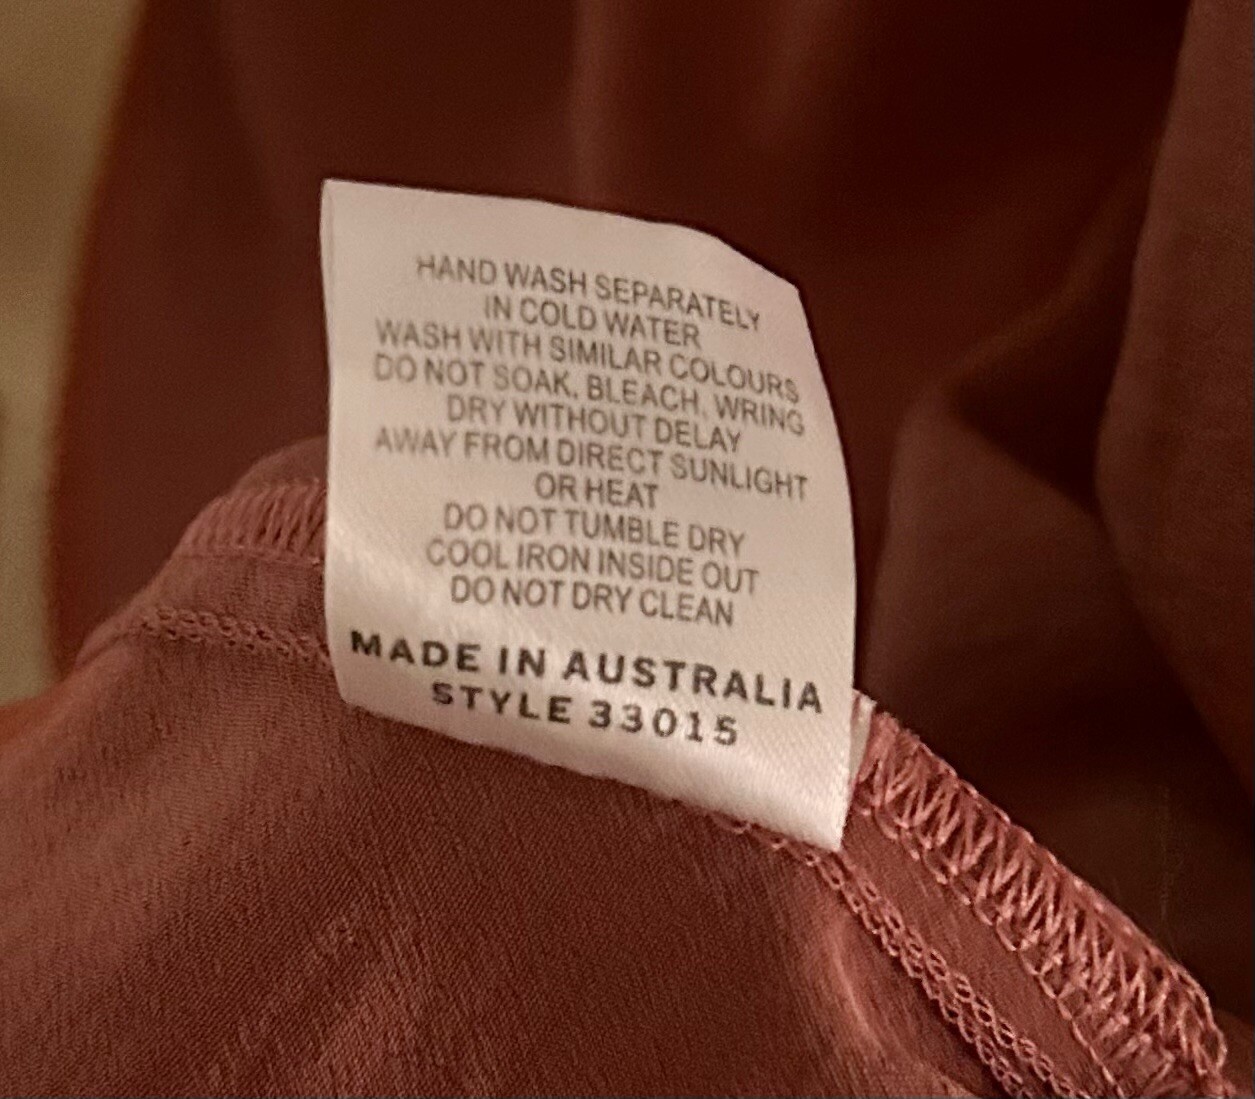 HAND WASH SEPARATELY
IN COLD WATER
WASH WITH SIMILAR COLOURS
DO NOT SOAK, BLEACH, WRING
DRY WITHOUT DELAY
AWAY FROM DIRECT SUNLIGHT
OR HEAT
DO NOT TUMBLE DRY
COOL IRON INSIDE OUT
DO NOT DRY CLEAN
MADE IN AUSTRALIA
STYLE 33015